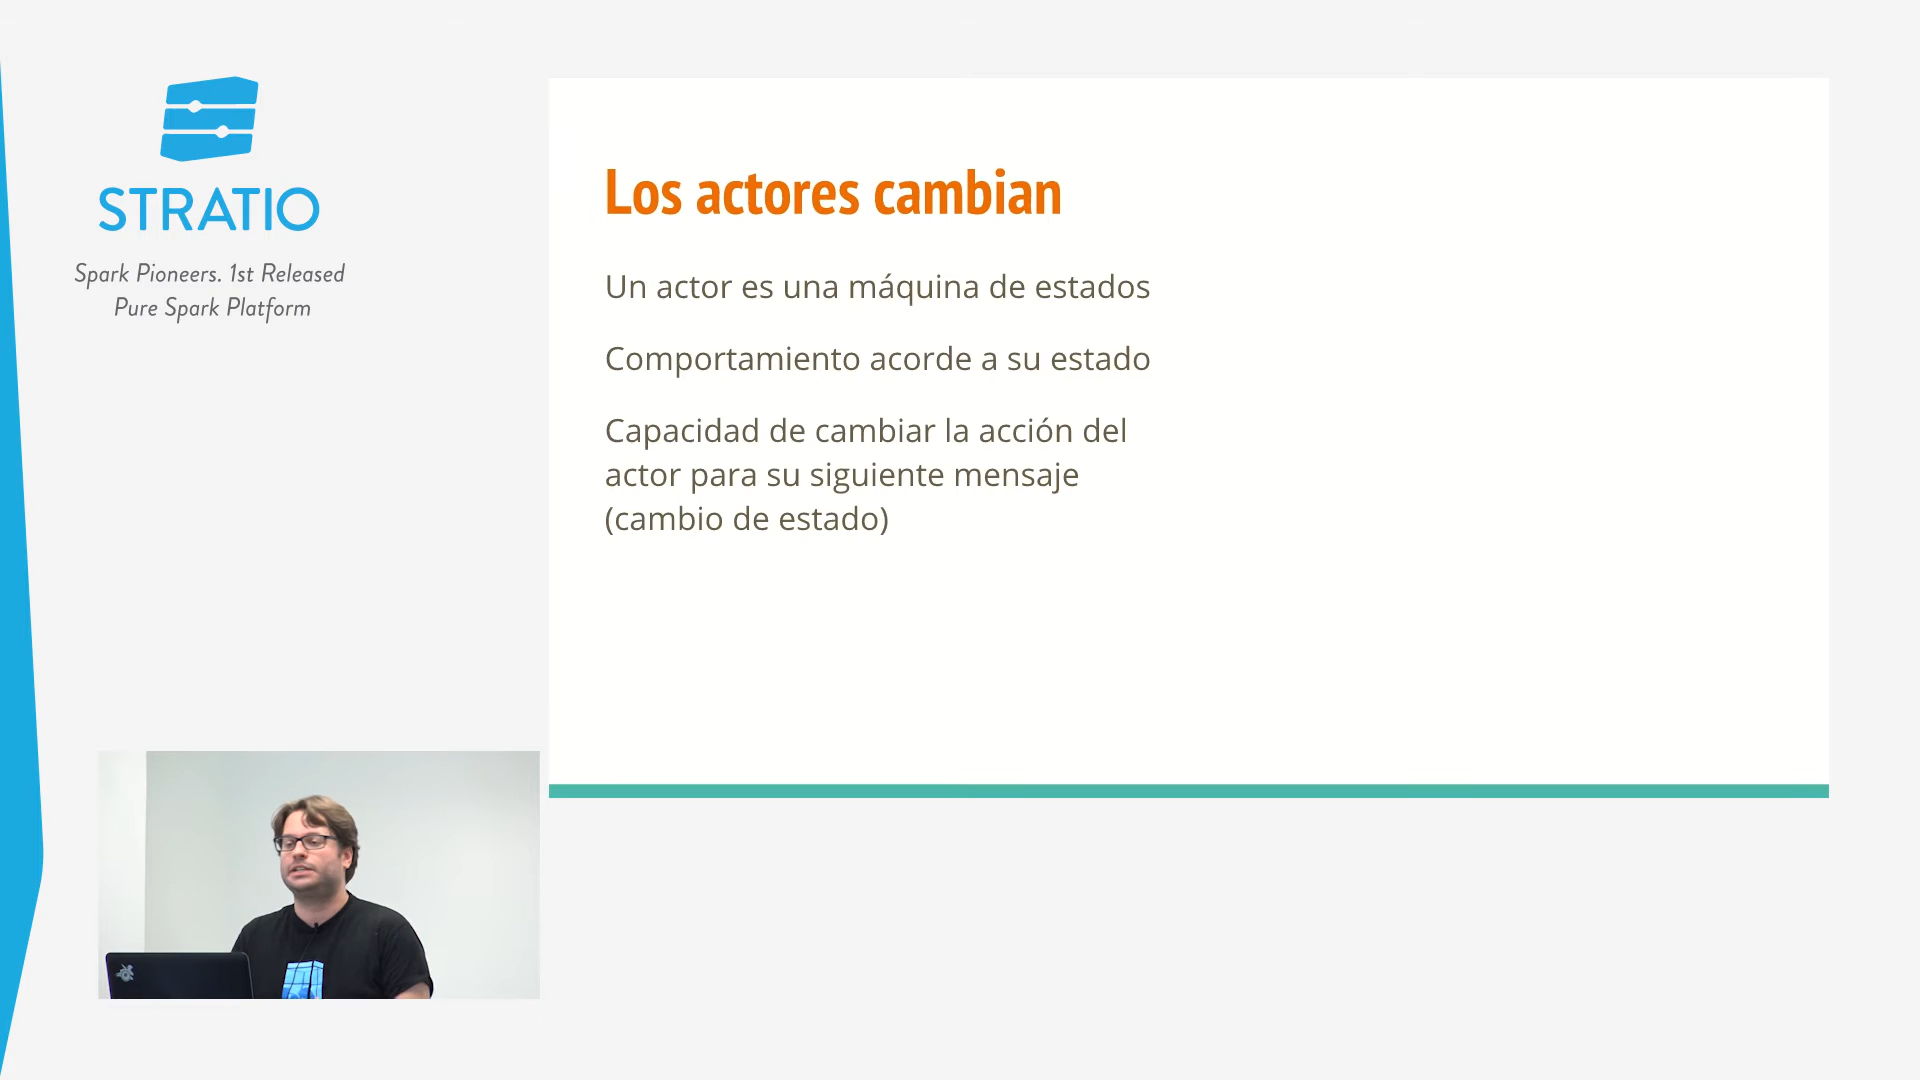 STRATIO
Spark Pioneers. 1st Released
Pure Spark Platform
Los actores cambian
Un actor es una máquina de estados
Comportamiento acorde a su estado
Capacidad de cambiar la acción del
actor para su siguiente mensaje
(cambio de estado)